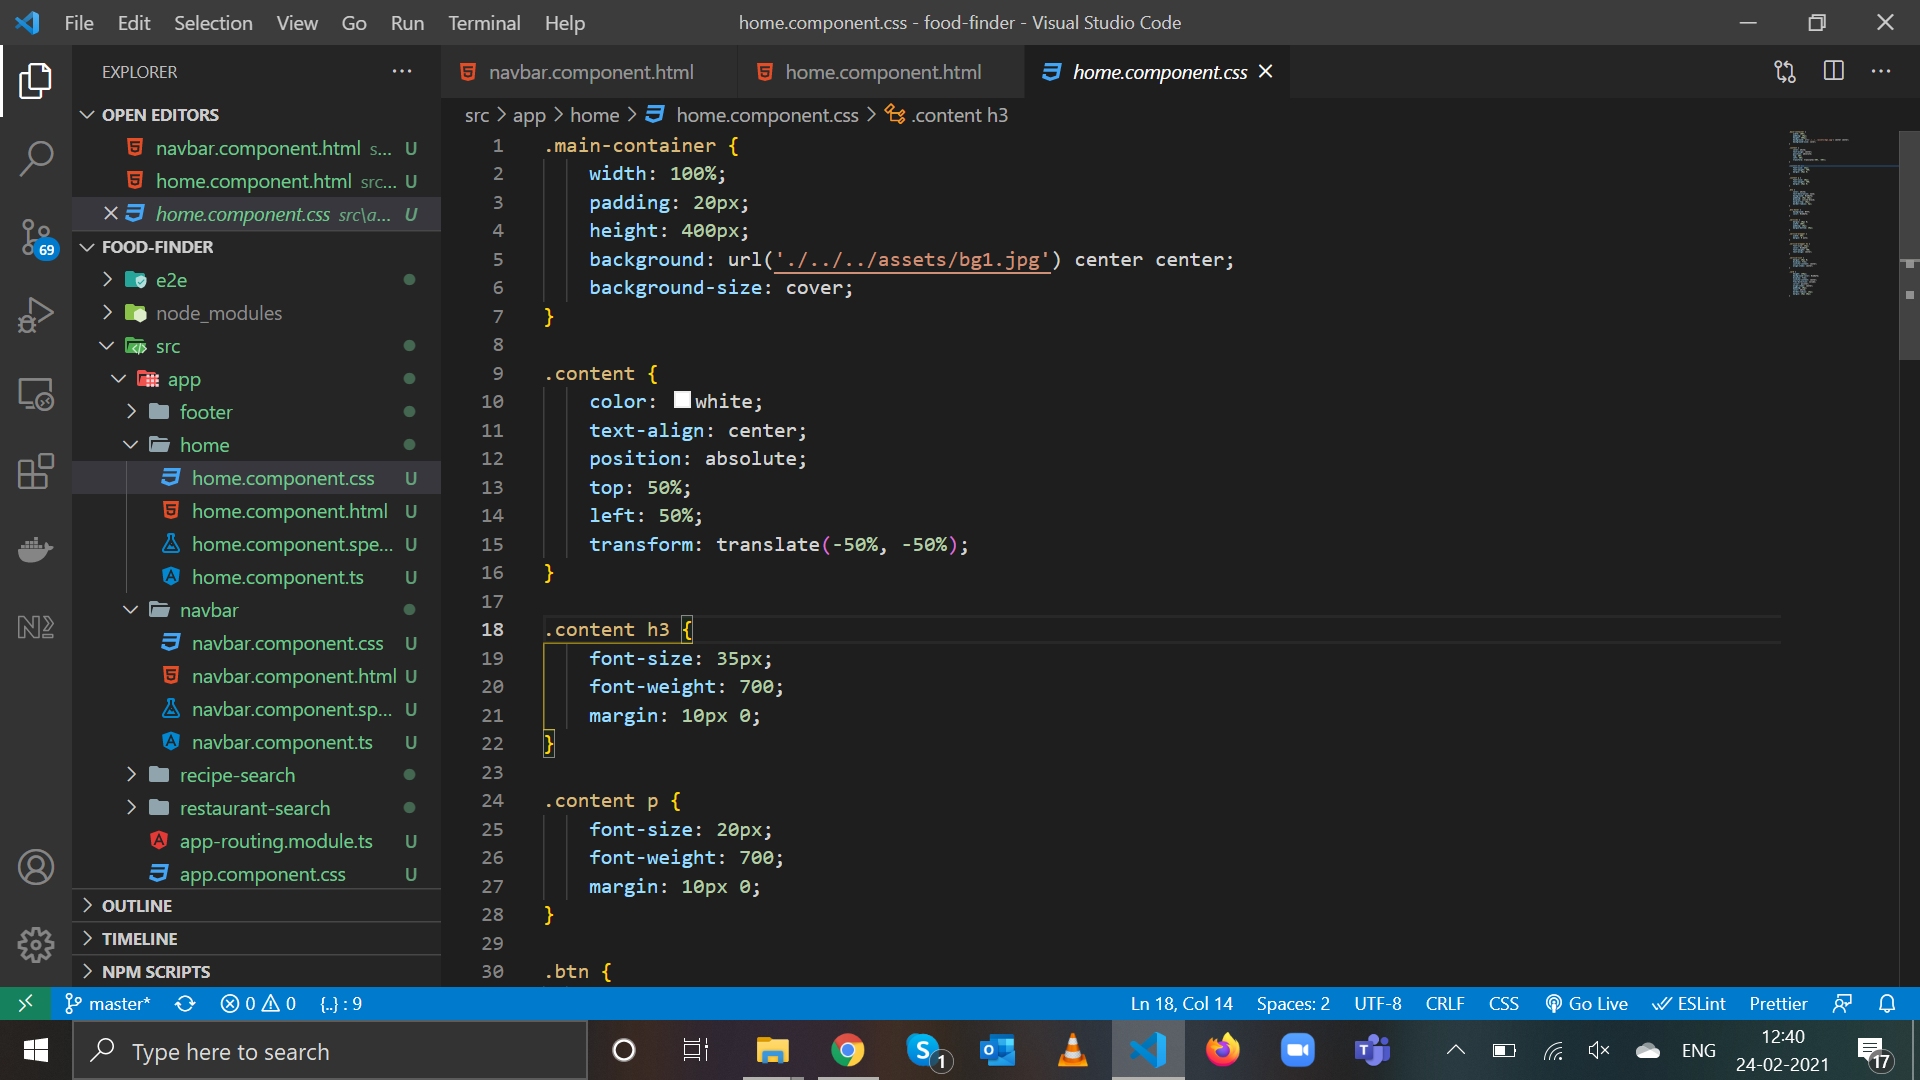 File Edit Selection View Go Run Terminal Help
home.component.css - food-finder - Visual Studio Code
EXPLORER
OPEN EDITORS
navbar.component.html s... U
home.component.html src... U
home.component.css src\a... U
FOOD-FINDER
e2e
node_modules
src
app
footer
home
home.component.css U
home.component.html U
home.component.spe... U
home.component.ts U
navbar
navbar.component.css U
navbar.component.html U
navbar.component.sp... U
navbar.component.ts U
recipe-search
restaurant-search
app-routing.module.ts U
app.component.css U
OUTLINE
TIMELINE
NPM SCRIPTS
69
navbar.component.html
home.component.html
home.component.css
src > app > home > home.component.css > .content h3
1 .main-container {
2 width: 100%;
3 padding: 20px;
4 height: 400px;
5 background: url('./../../assets/bg1.jpg') center center;
6 background-size: cover;
7 }
8
9 .content {
10 color: white;
11 text-align: center;
12 position: absolute;
13 top: 50%;
14 left: 50%;
15 transform: translate(-50%, -50%);
16 }
17
18 .content h3 {
19 font-size: 35px;
20 font-weight: 700;
21 margin: 10px 0;
22 }
23
24 .content p {
25 font-size: 20px;
26 font-weight: 700;
27 margin: 10px 0;
28 }
29
30 .btn {
master* 0 0 {..} : 9
Ln 18, Col 14 Spaces: 2 UTF-8 CRLF CSS Go Live ESLint Prettier
Type here to search
1
ENG
12:40
24-02-2021
17